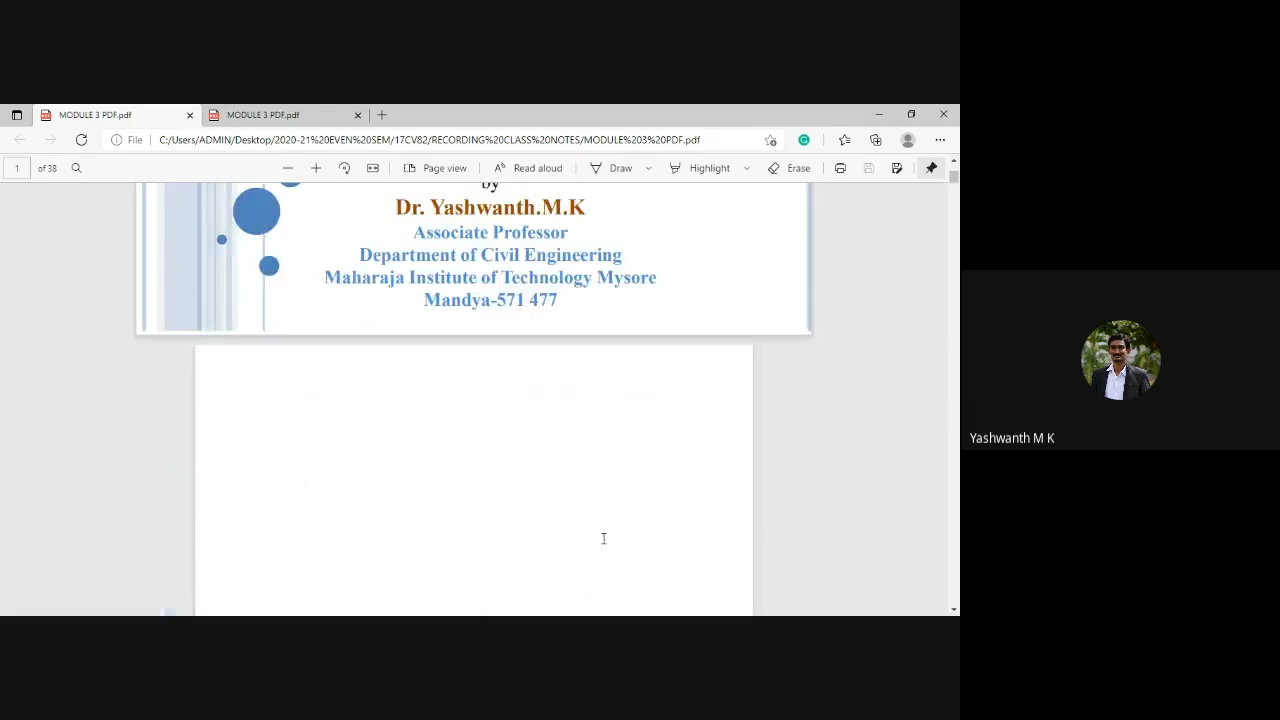 MODULE 3 PDF.pdf
MODULE 3 PDF.pdf
File
C:/Users/ADMIN/Desktop/2020-21%20EVEN%20SEM/17CV82/RECORDING%20CLASS%20NOTES/MODULE%203%20PDF.pdf
1 of 38
Page view
Read aloud
Draw
Highlight
Erase
by
Dr. Yashwanth.M.K
Associate Professor
Department of Civil Engineering
Maharaja Institute of Technology Mysore
Mandya-571 477
Yashwanth M K